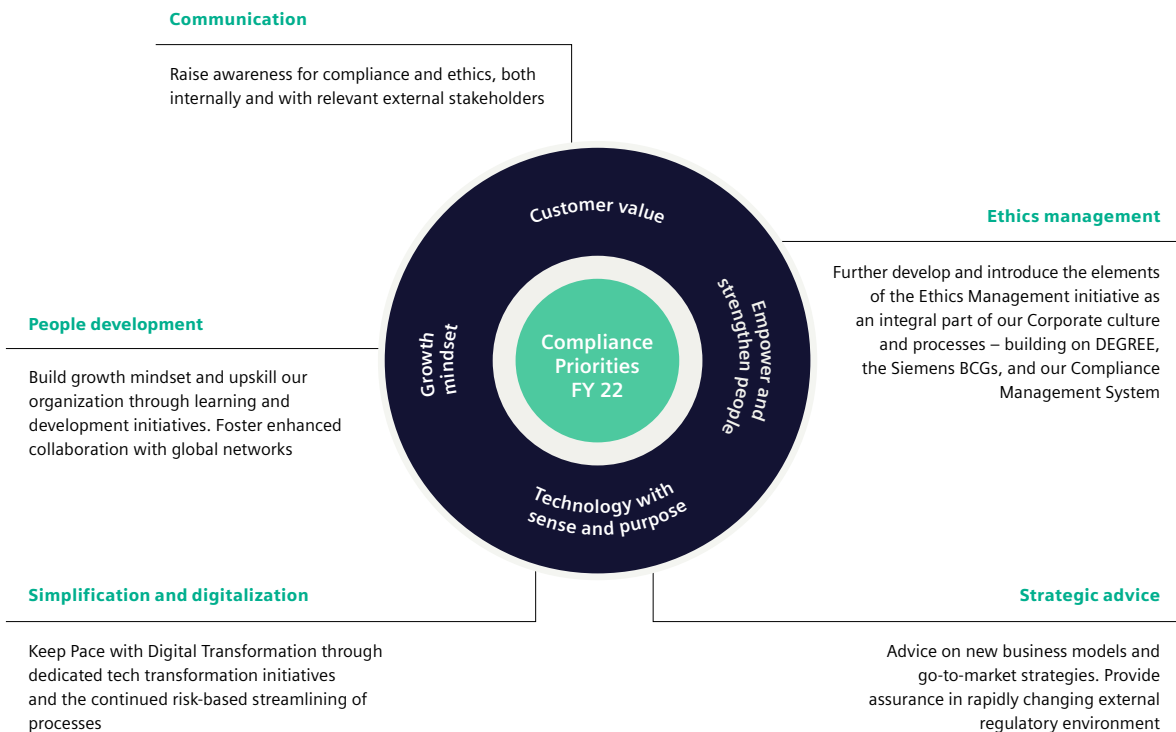 Communication
Raise awareness for compliance and ethics, both
internally and with relevant external stakeholders
Ethics management
Further develop and introduce the elements
of the Ethics Management initiative as
an integral part of our Corporate culture
and processes – building on DEGREE,
the Siemens BCGs, and our Compliance
Management System
People development
Build growth mindset and upskill our
organization through learning and
development initiatives. Foster enhanced
collaboration with global networks
Customer value
Empower and
strengthen people
Technology with
sense and purpose
Growth
mindset
Compliance
Priorities
FY 22
Simplification and digitalization
Keep Pace with Digital Transformation through
dedicated tech transformation initiatives
and the continued risk-based streamlining of
processes
Strategic advice
Advice on new business models and
go-to-market strategies. Provide
assurance in rapidly changing external
regulatory environment